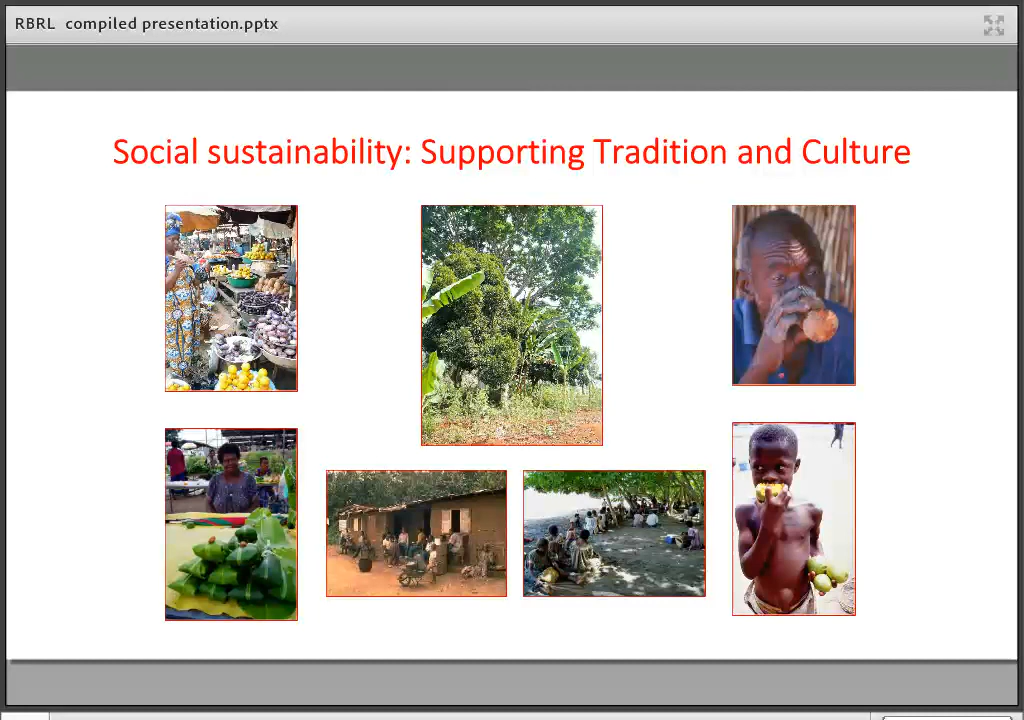 RBRL compiled presentation.pptx
Social sustainability: Supporting Tradition and Culture